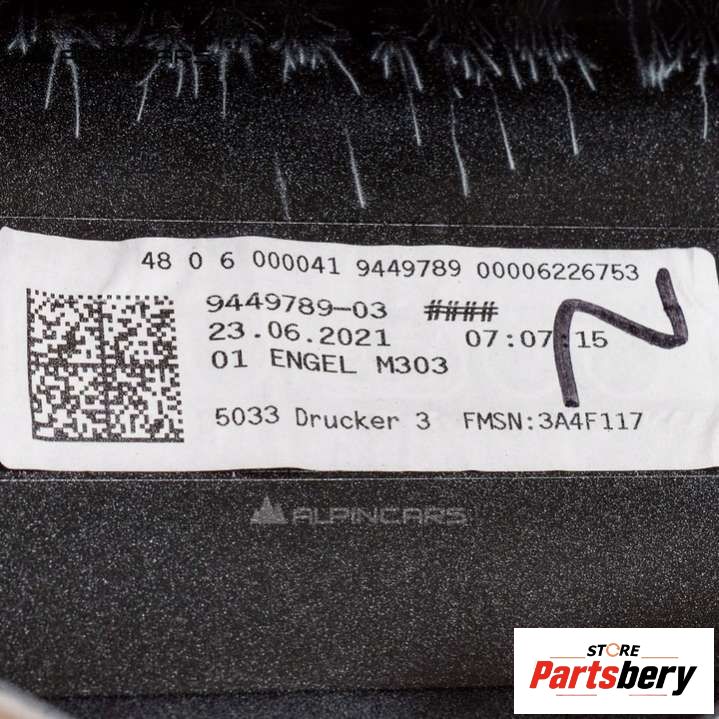 48 0 6 000041 9449789 00006226753
9449789-03 ####
23.06.2021 07:07:15
01 ENGEL M303
5033 Drucker 3 FMSN:3A4F117
ALPINCARS
STORE
Partsbery